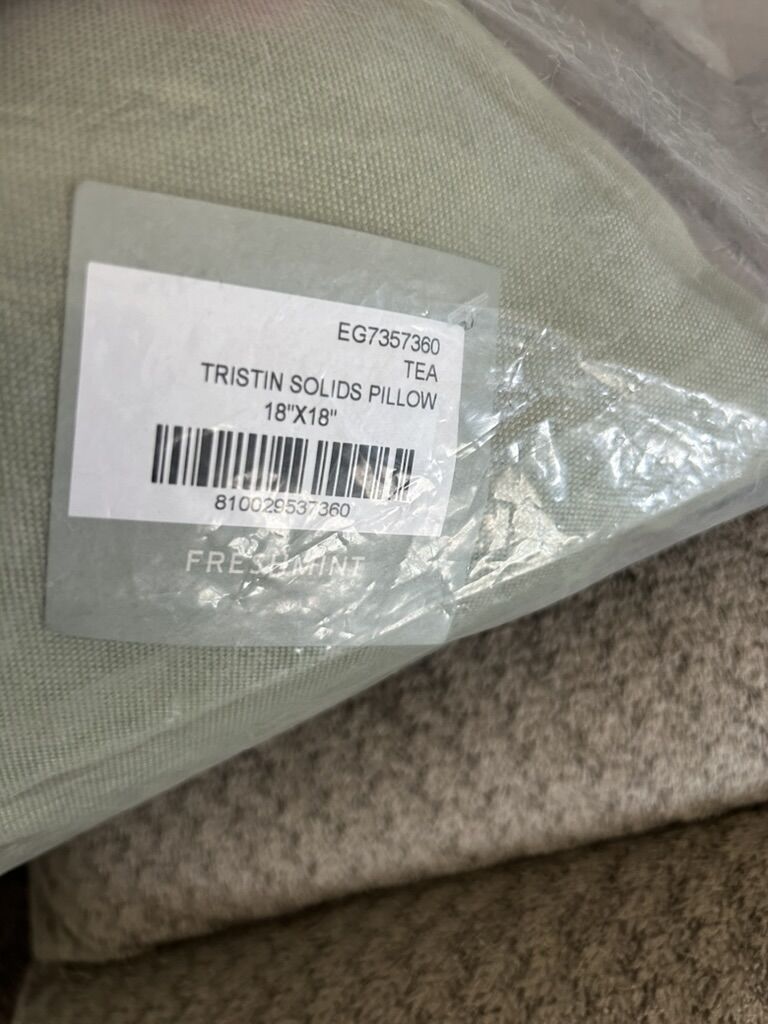 EG7357360
TEA
TRISTIN SOLIDS PILLOW
18"X18"
810029537360
FRESHMINT